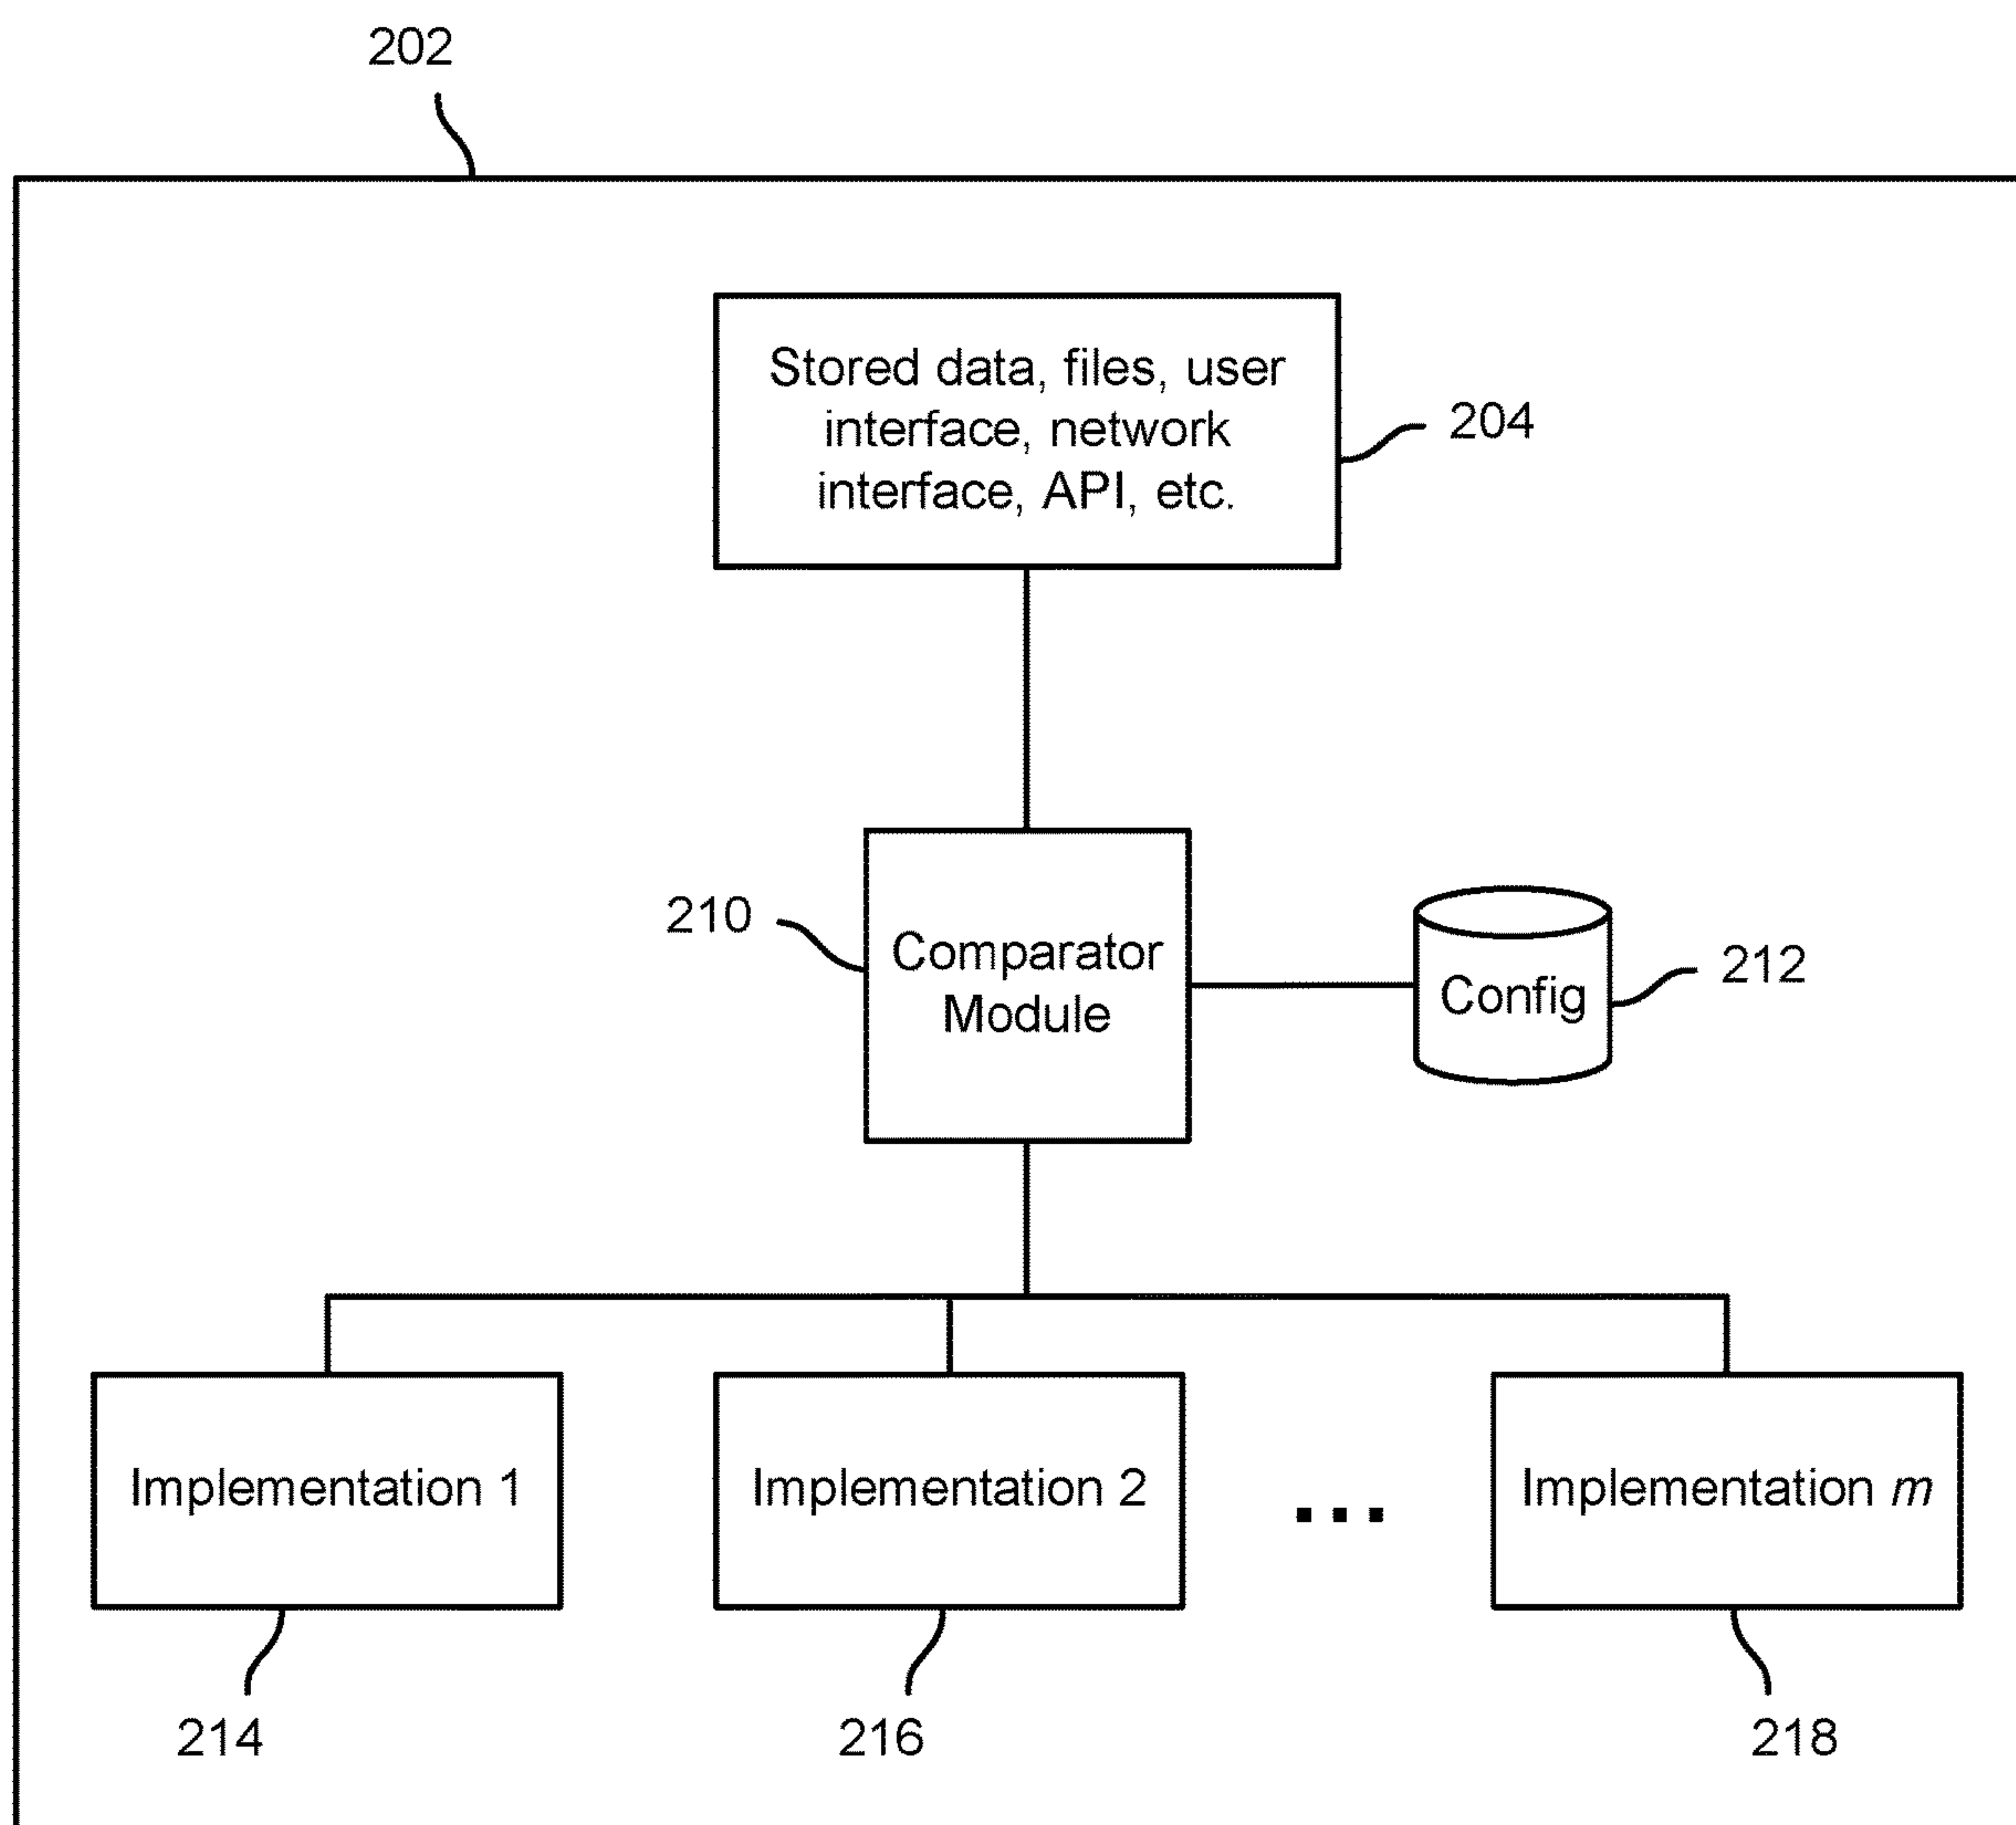 202
Stored data, files, user
interface, network
interface, API, etc.
204
210
Comparator
Module
Config
212
Implementation 1
Implementation 2
...
Implementation m
214
216
218